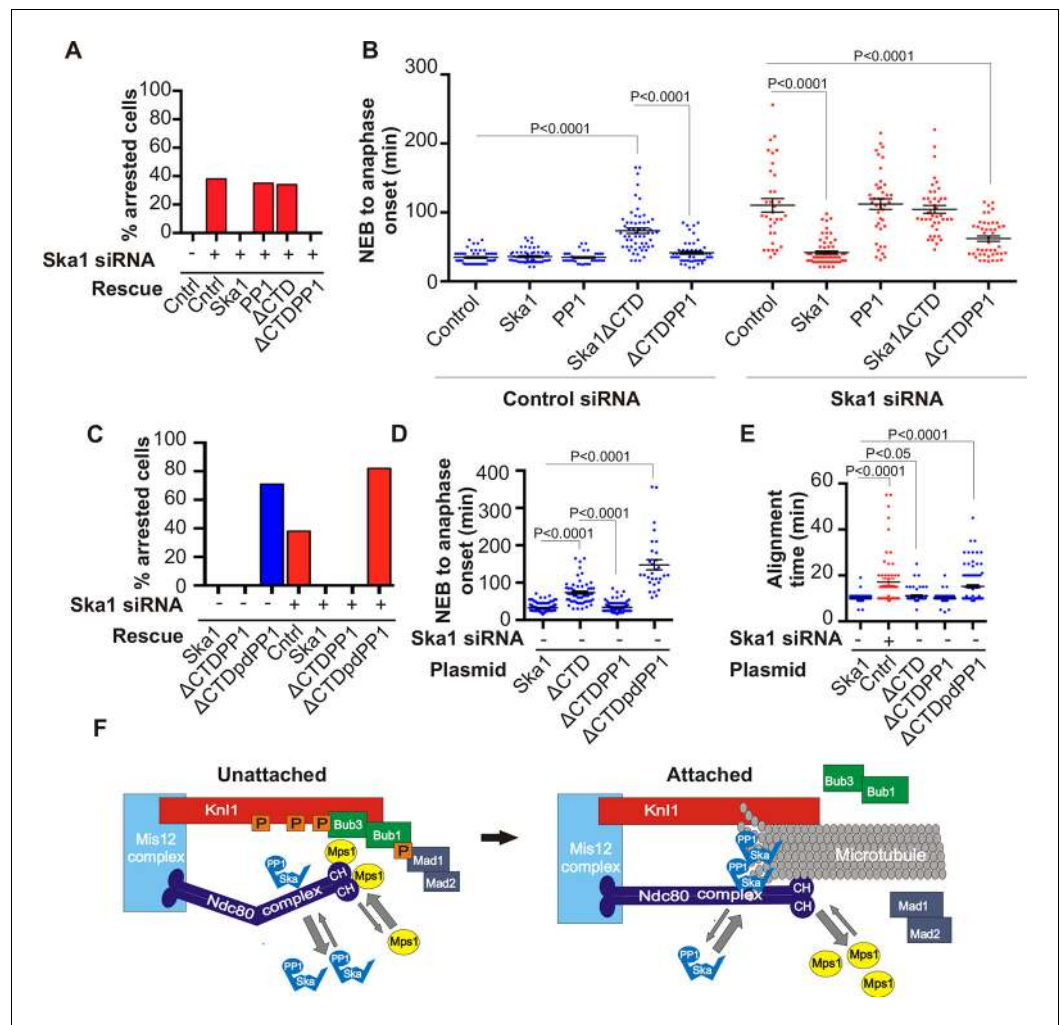 A
% arrested cells
100
80
60
40
20
0
Ska1 siRNA - + + + + +
Rescue
Cntrl
Cntrl
Ska1
PP1
ΔCTD
ΔCTDPP1
B
NEB to anaphase
onset (min)
300
200
100
0
P<0.0001
P<0.0001
P<0.0001
P<0.0001
Control
Ska1
PP1
Ska1ΔCTD
ΔCTDPP1
Control
Ska1
PP1
Ska1ΔCTD
ΔCTDPP1
Control siRNA
Ska1 siRNA
C
% arrested cells
100
80
60
40
20
0
Ska1 siRNA - - - + + + +
Rescue
Ska1
ΔCTDPP1
ΔCTDpdPP1
Cntrl
Ska1
ΔCTDPP1
ΔCTDpdPP1
D
NEB to anaphase
onset (min)
400
300
200
100
0
P<0.0001
P<0.0001
P<0.0001
Ska1 siRNA - - - -
Plasmid
Ska1
ΔCTD
ΔCTDPP1
ΔCTDpdPP1
E
Alignment
time (min)
60
40
20
0
P<0.0001
P<0.05
P<0.0001
Ska1 siRNA - + - - -
Plasmid
Ska1
Cntrl
ΔCTD
ΔCTDPP1
ΔCTDpdPP1
F
Unattached
Knl1
Mis12
complex
P P P
Bub3
Bub1
P
Mad1
Mad2
Mps1
Mps1
CH
CH
PP1
Ska
Ndc80 complex
PP1
Ska
PP1
Ska
Mps1
Attached
Bub3
Bub1
Knl1
Mis12
complex
PP1
Ska
PP1
Ska
Microtubule
Ndc80 complex
CH
CH
Mad1
Mad2
PP1
Ska
Mps1
Mps1
Mps1